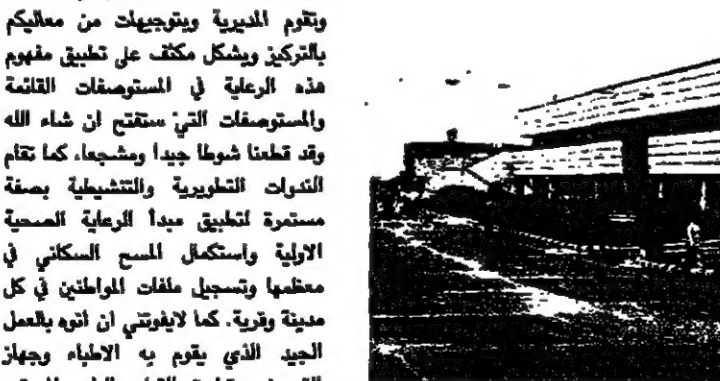 وتقوم المديرية وبتوجيهات من معاليكم
بالتركيز وبشكل مكثف على تطبيق مفهوم
هذه الرعاية في المستوصفات القائمة
والمستوصفات التي ستفتح ان شاء الله
وقد قطعنا شوطا جيدا ومشجعا، كما تقام
الندوات التطويرية والتنشيطية بصفة
مستمرة لتطبيق مبدأ الرعاية الصحية
الاولية واستكمال المسح السكاني في
معظمها وتسجيل ملفات المواطنين في كل
مدينة وقرية. كما لايفوتني ان انوه بالعمل
الجيد الذي يقوم به الاطباء وجهاز